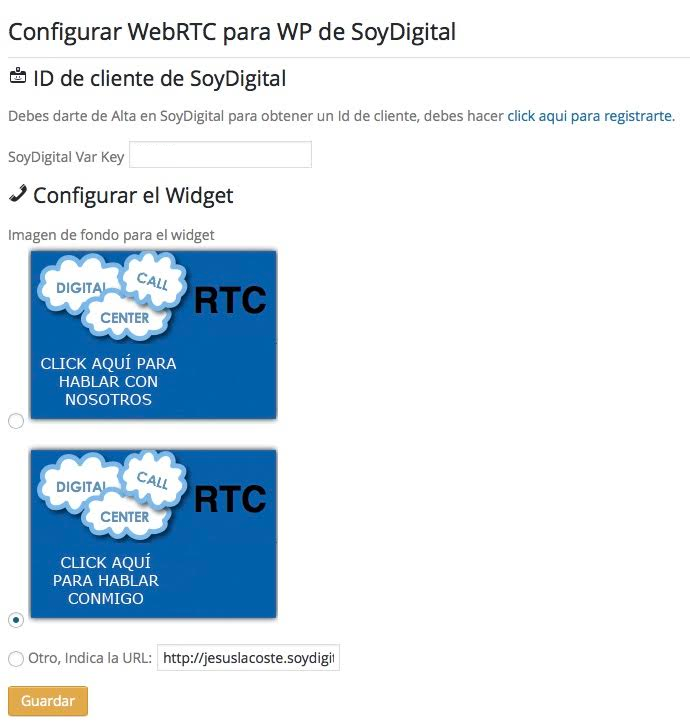 Configurar WebRTC para WP de SoyDigital
ID de cliente de SoyDigital
Debes darte de Alta en SoyDigital para obtener un Id de cliente, debes hacer click aqui para registrarte.
SoyDigital Var Key
Configurar el Widget
Imagen de fondo para el widget
DIGITAL
CALL
CENTER
RTC
CLICK AQUÍ PARA
HABLAR CON
NOSOTROS
DIGITAL
CALL
CENTER
RTC
CLICK AQUÍ
PARA HABLAR
CONMIGO
Otro, Indica la URL: http://jesuslacoste.soydigit
Guardar